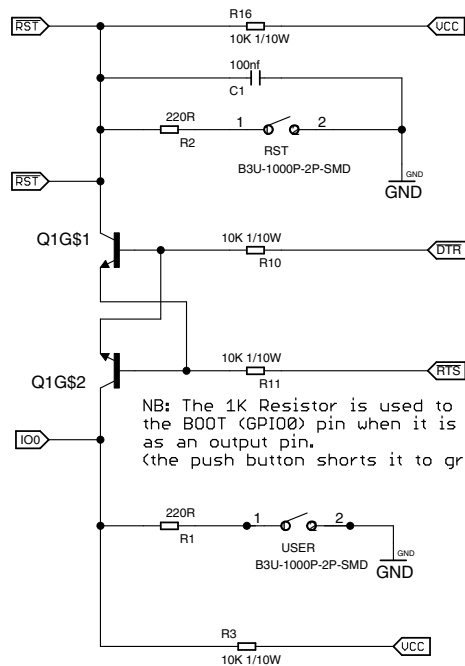 R16
RST
VCC
10K 1/10W
100nf
C1
220R
1
2
R2
RST
B3U-1000P-2P-SMD
RST
GND
GND
Q1G$1
10K 1/10W
DTR
R10
10K 1/10W
RTS
Q1G$2
R11
NB: The 1K Resistor is used to
the BOOT (GPIO0) pin when it is
as an output pin.
(the push button shorts it to gr
IO0
220R
1
2
R1
USER
B3U-1000P-2P-SMD
GND
GND
R3
VCC
10K 1/10W